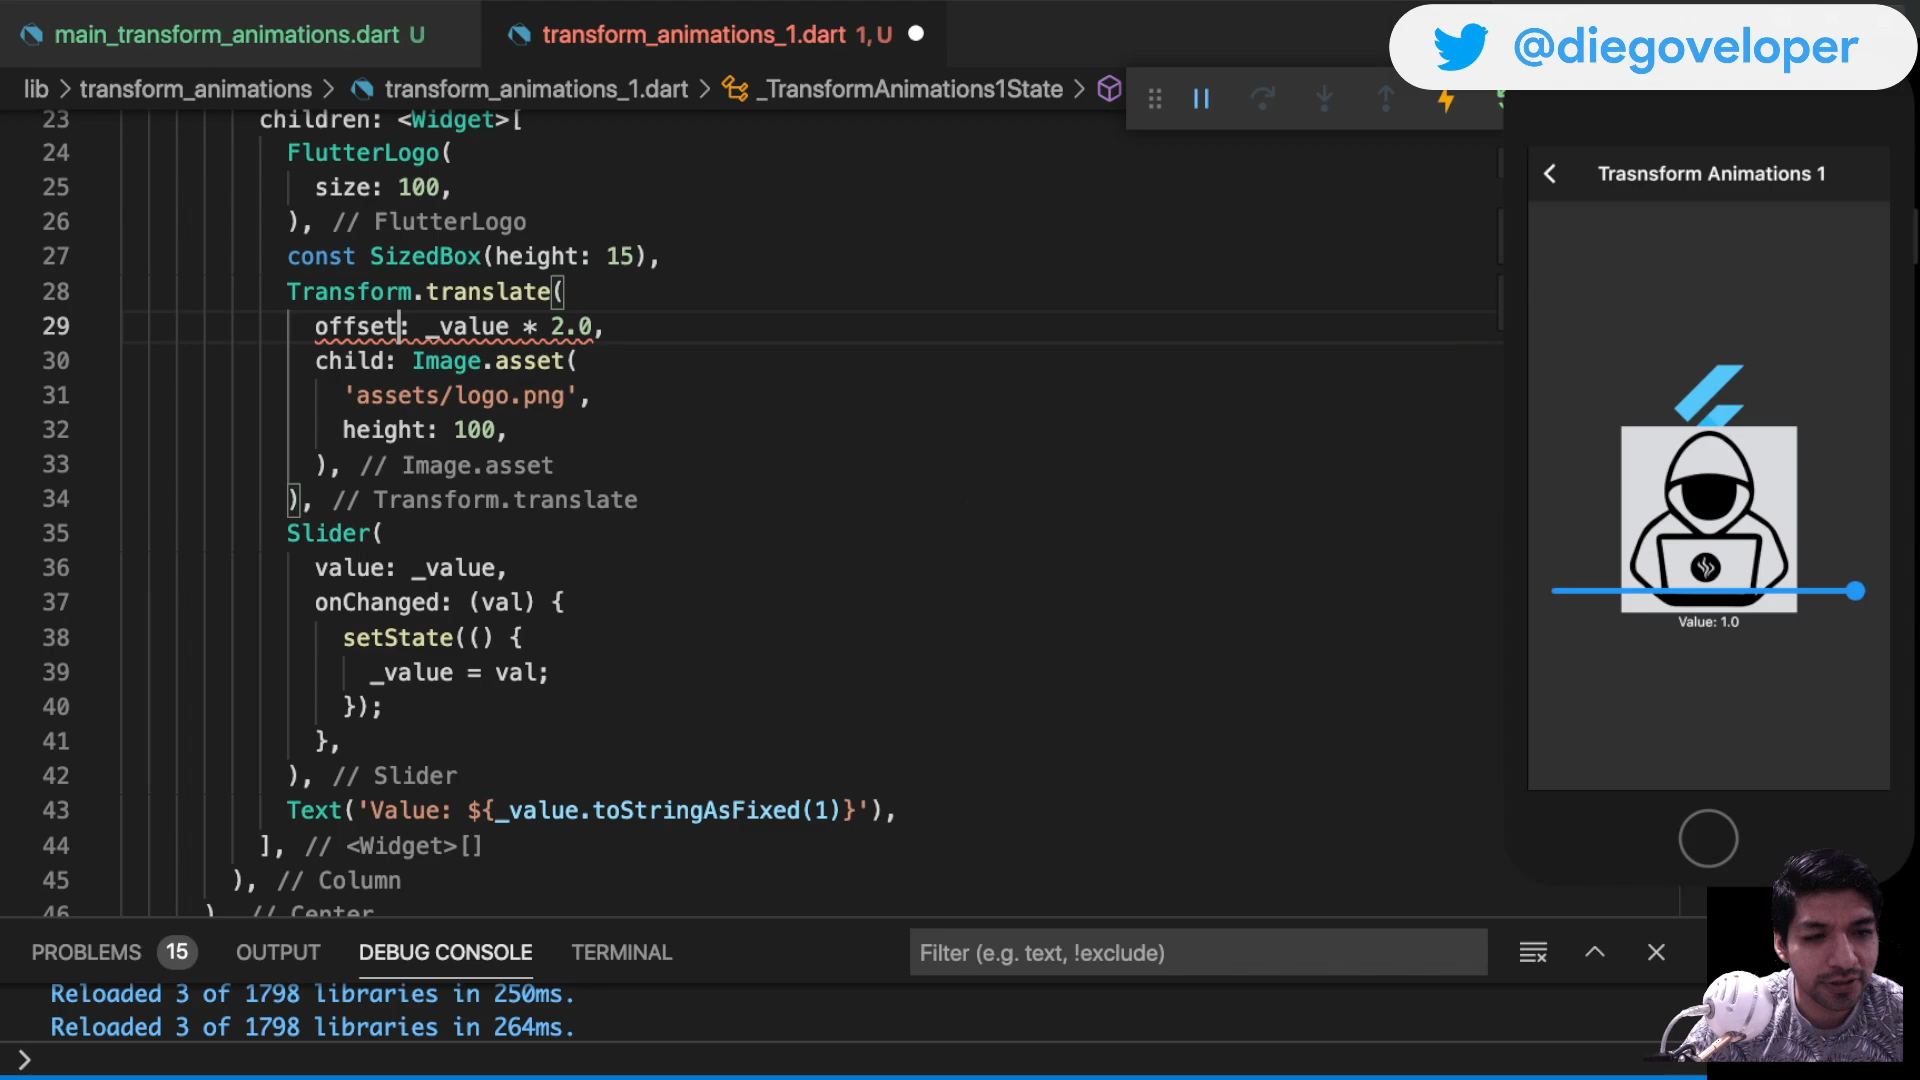 main_transform_animations.dart U
transform_animations_1.dart 1, U
@diegoveloper
lib > transform_animations > transform_animations_1.dart > _TransformAnimations1State >
23 children: <Widget>[
24 FlutterLogo(
25 size: 100,
26 ), // FlutterLogo
27 const SizedBox(height: 15),
28 Transform.translate(
29 offset: _value * 2.0,
30 child: Image.asset(
31 'assets/logo.png',
32 height: 100,
33 ), // Image.asset
34 ), // Transform.translate
35 Slider(
36 value: _value,
37 onChanged: (val) {
38 setState(() {
39 _value = val;
40 });
41 },
42 ), // Slider
43 Text('Value: ${_value.toStringAsFixed(1)}'),
44 ], // <Widget>[]
45 ), // Column
46 ) // Center
Trasnsform Animations 1
Value: 1.0
PROBLEMS 15 OUTPUT DEBUG CONSOLE TERMINAL
Filter (e.g. text, !exclude)
Reloaded 3 of 1798 libraries in 250ms.
Reloaded 3 of 1798 libraries in 264ms.
>